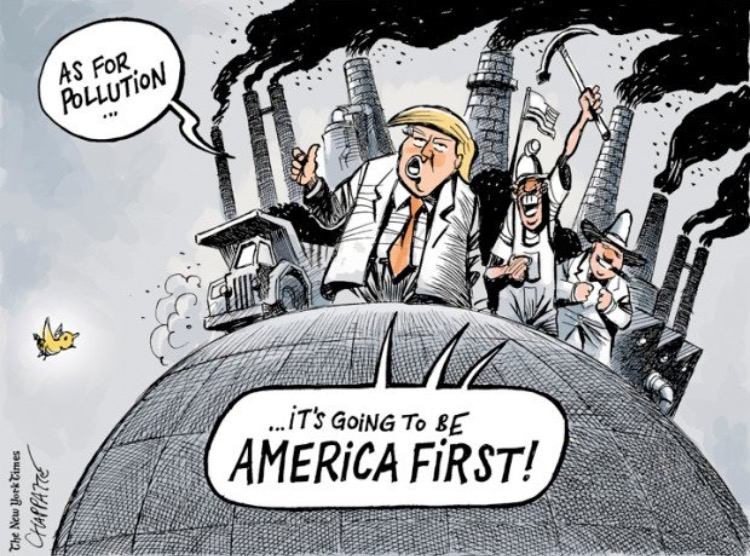 AS FOR
POLLUTION
...
...iT'S GOiNG TO BE
AMERiCA FiRST!
The New York Times
CHAPPATTE